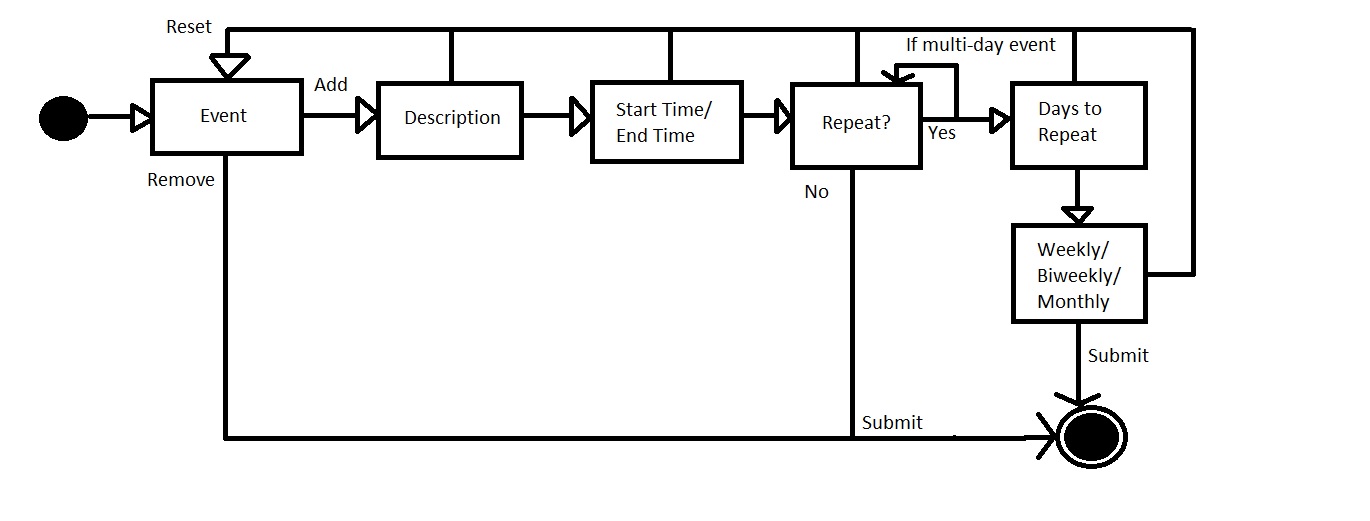 Reset
If multi-day event
Add
Event
Description
Start Time/
End Time
Repeat?
Yes
Days to
Repeat
Remove
No
Weekly/
Biweekly/
Monthly
Submit
Submit